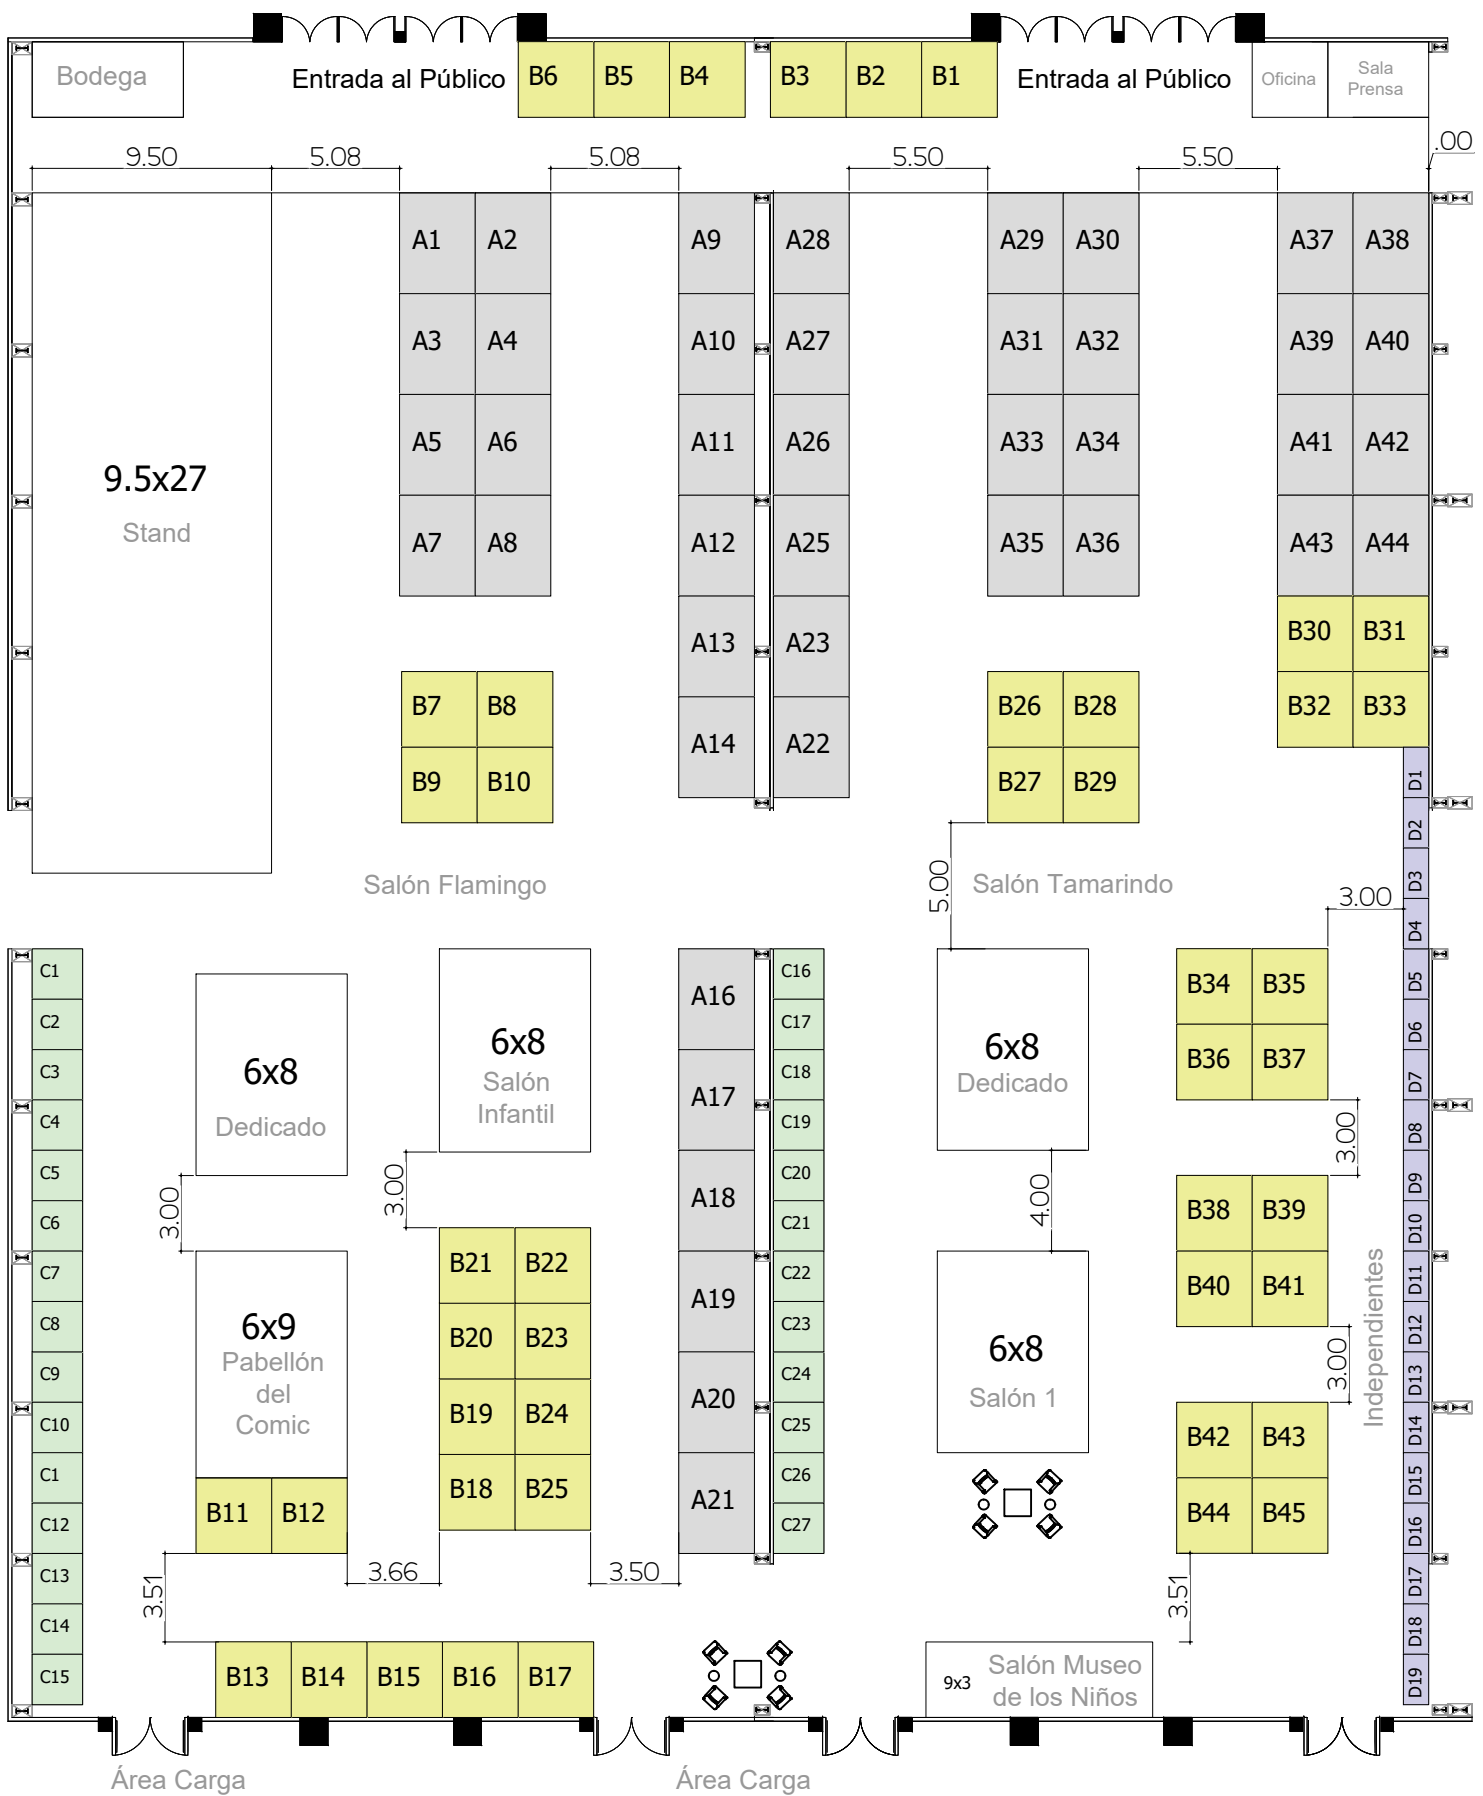 Bodega
Entrada al Público
B6
B5
B4
B3
B2
B1
Entrada al Público
Oficina
Sala
Prensa
9.50
5.08
5.08
5.50
5.50
.00
A1
A2
A9
A28
A29
A30
A37
A38
A3
A4
A10
A27
A31
A32
A39
A40
A5
A6
A11
A26
A33
A34
A41
A42
9.5x27
Stand
A7
A8
A12
A25
A35
A36
A43
A44
A13
A23
B30
B31
B7
B8
A14
A22
B26
B28
B32
B33
B9
B10
B27
B29
D1
D2
D3
D4
Salón Flamingo
5.00
Salón Tamarindo
3.00
C1
C2
C3
C4
C5
C6
C7
C8
C9
C10
C1
C12
C13
C14
C15
6x8
Dedicado
3.00
6x9
Pabellón
del
Comic
B11
B12
3.51
3.66
6x8
Salón
Infantil
3.00
B21
B22
B20
B23
B19
B24
B18
B25
3.50
A16
A17
A18
A19
A20
A21
C16
C17
C18
C19
C20
C21
C22
C23
C24
C25
C26
C27
6x8
Dedicado
4.00
6x8
Salón 1
B34
B35
B36
B37
3.00
B38
B39
B40
B41
3.00
B42
B43
B44
B45
3.51
Independientes
D5
D6
D7
D8
D9
D10
D11
D12
D13
D14
D15
D16
D17
D18
D19
B13
B14
B15
B16
B17
9x3
Salón Museo
de los Niños
Área Carga
Área Carga